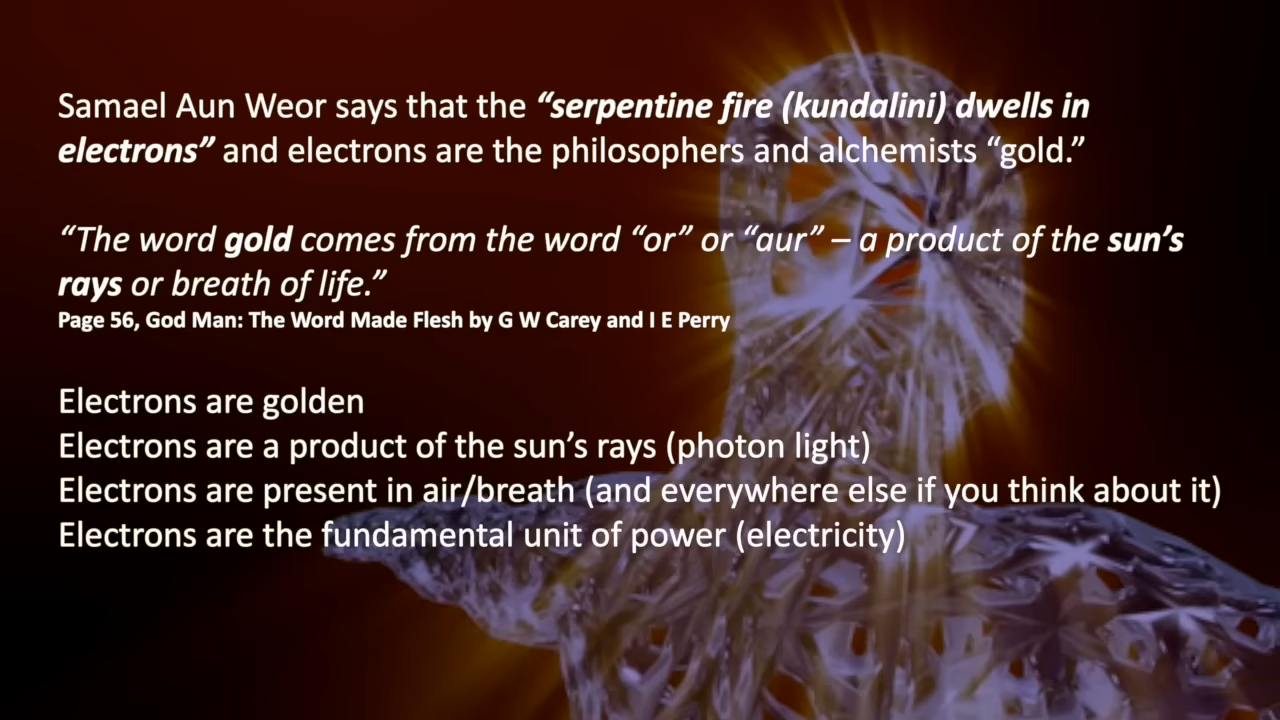 Samael Aun Weor says that the “serpentine fire (kundalini) dwells in
electrons” and electrons are the philosophers and alchemists “gold.”
“The word gold comes from the word “or” or “aur” – a product of the sun’s
rays or breath of life.”
Page 56, God Man: The Word Made Flesh by G W Carey and I E Perry
Electrons are golden
Electrons are a product of the sun’s rays (photon light)
Electrons are present in air/breath (and everywhere else if you think about it)
Electrons are the fundamental unit of power (electricity)